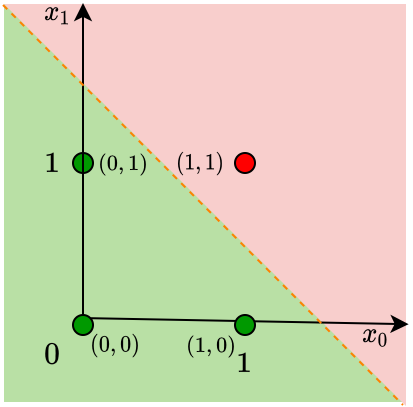 x₁
1 (0, 1) (1, 1)
(0, 0) (1, 0) x₀
0 1